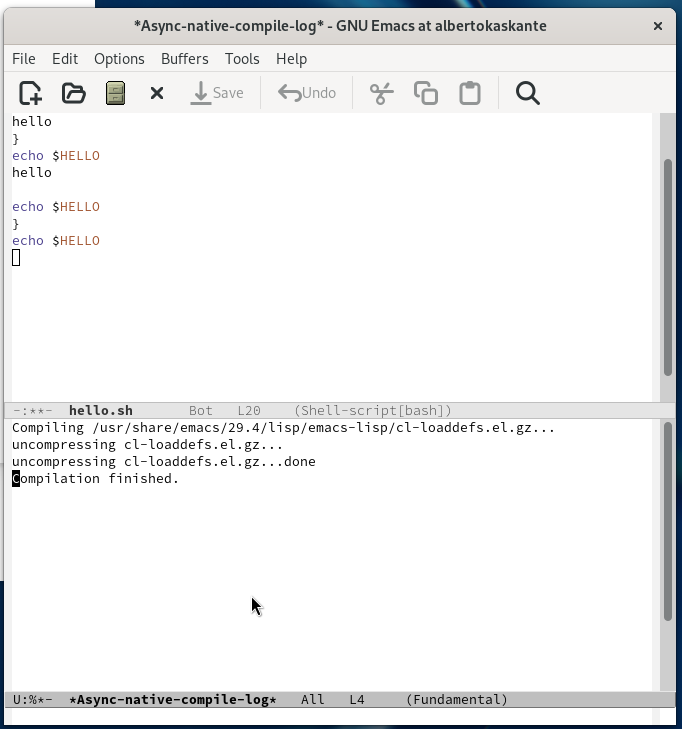 *Async-native-compile-log* - GNU Emacs at albertokaskante
File Edit Options Buffers Tools Help
Save Undo
hello
}
echo $HELLO
hello
echo $HELLO
}
echo $HELLO
-:**-  hello.sh       Bot   L20    (Shell-script[bash])
Compiling /usr/share/emacs/29.4/lisp/emacs-lisp/cl-loaddefs.el.gz...
uncompressing cl-loaddefs.el.gz...
uncompressing cl-loaddefs.el.gz...done
Compilation finished.
U:%*-  *Async-native-compile-log*   All   L4     (Fundamental)